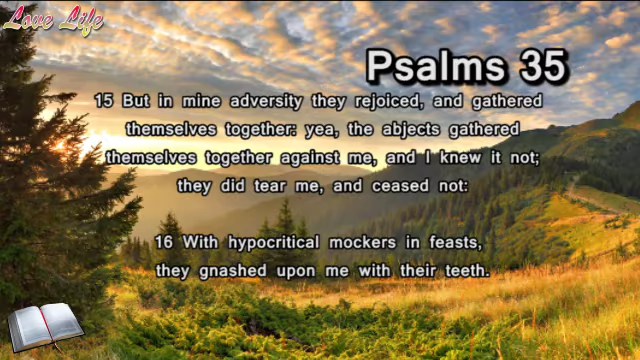 Love Life
Psalms 35
15 But in mine adversity they rejoiced, and gathered
themselves together: yea, the abjects gathered
themselves together against me, and I knew it not;
they did tear me, and ceased not:
16 With hypocritical mockers in feasts,
they gnashed upon me with their teeth.